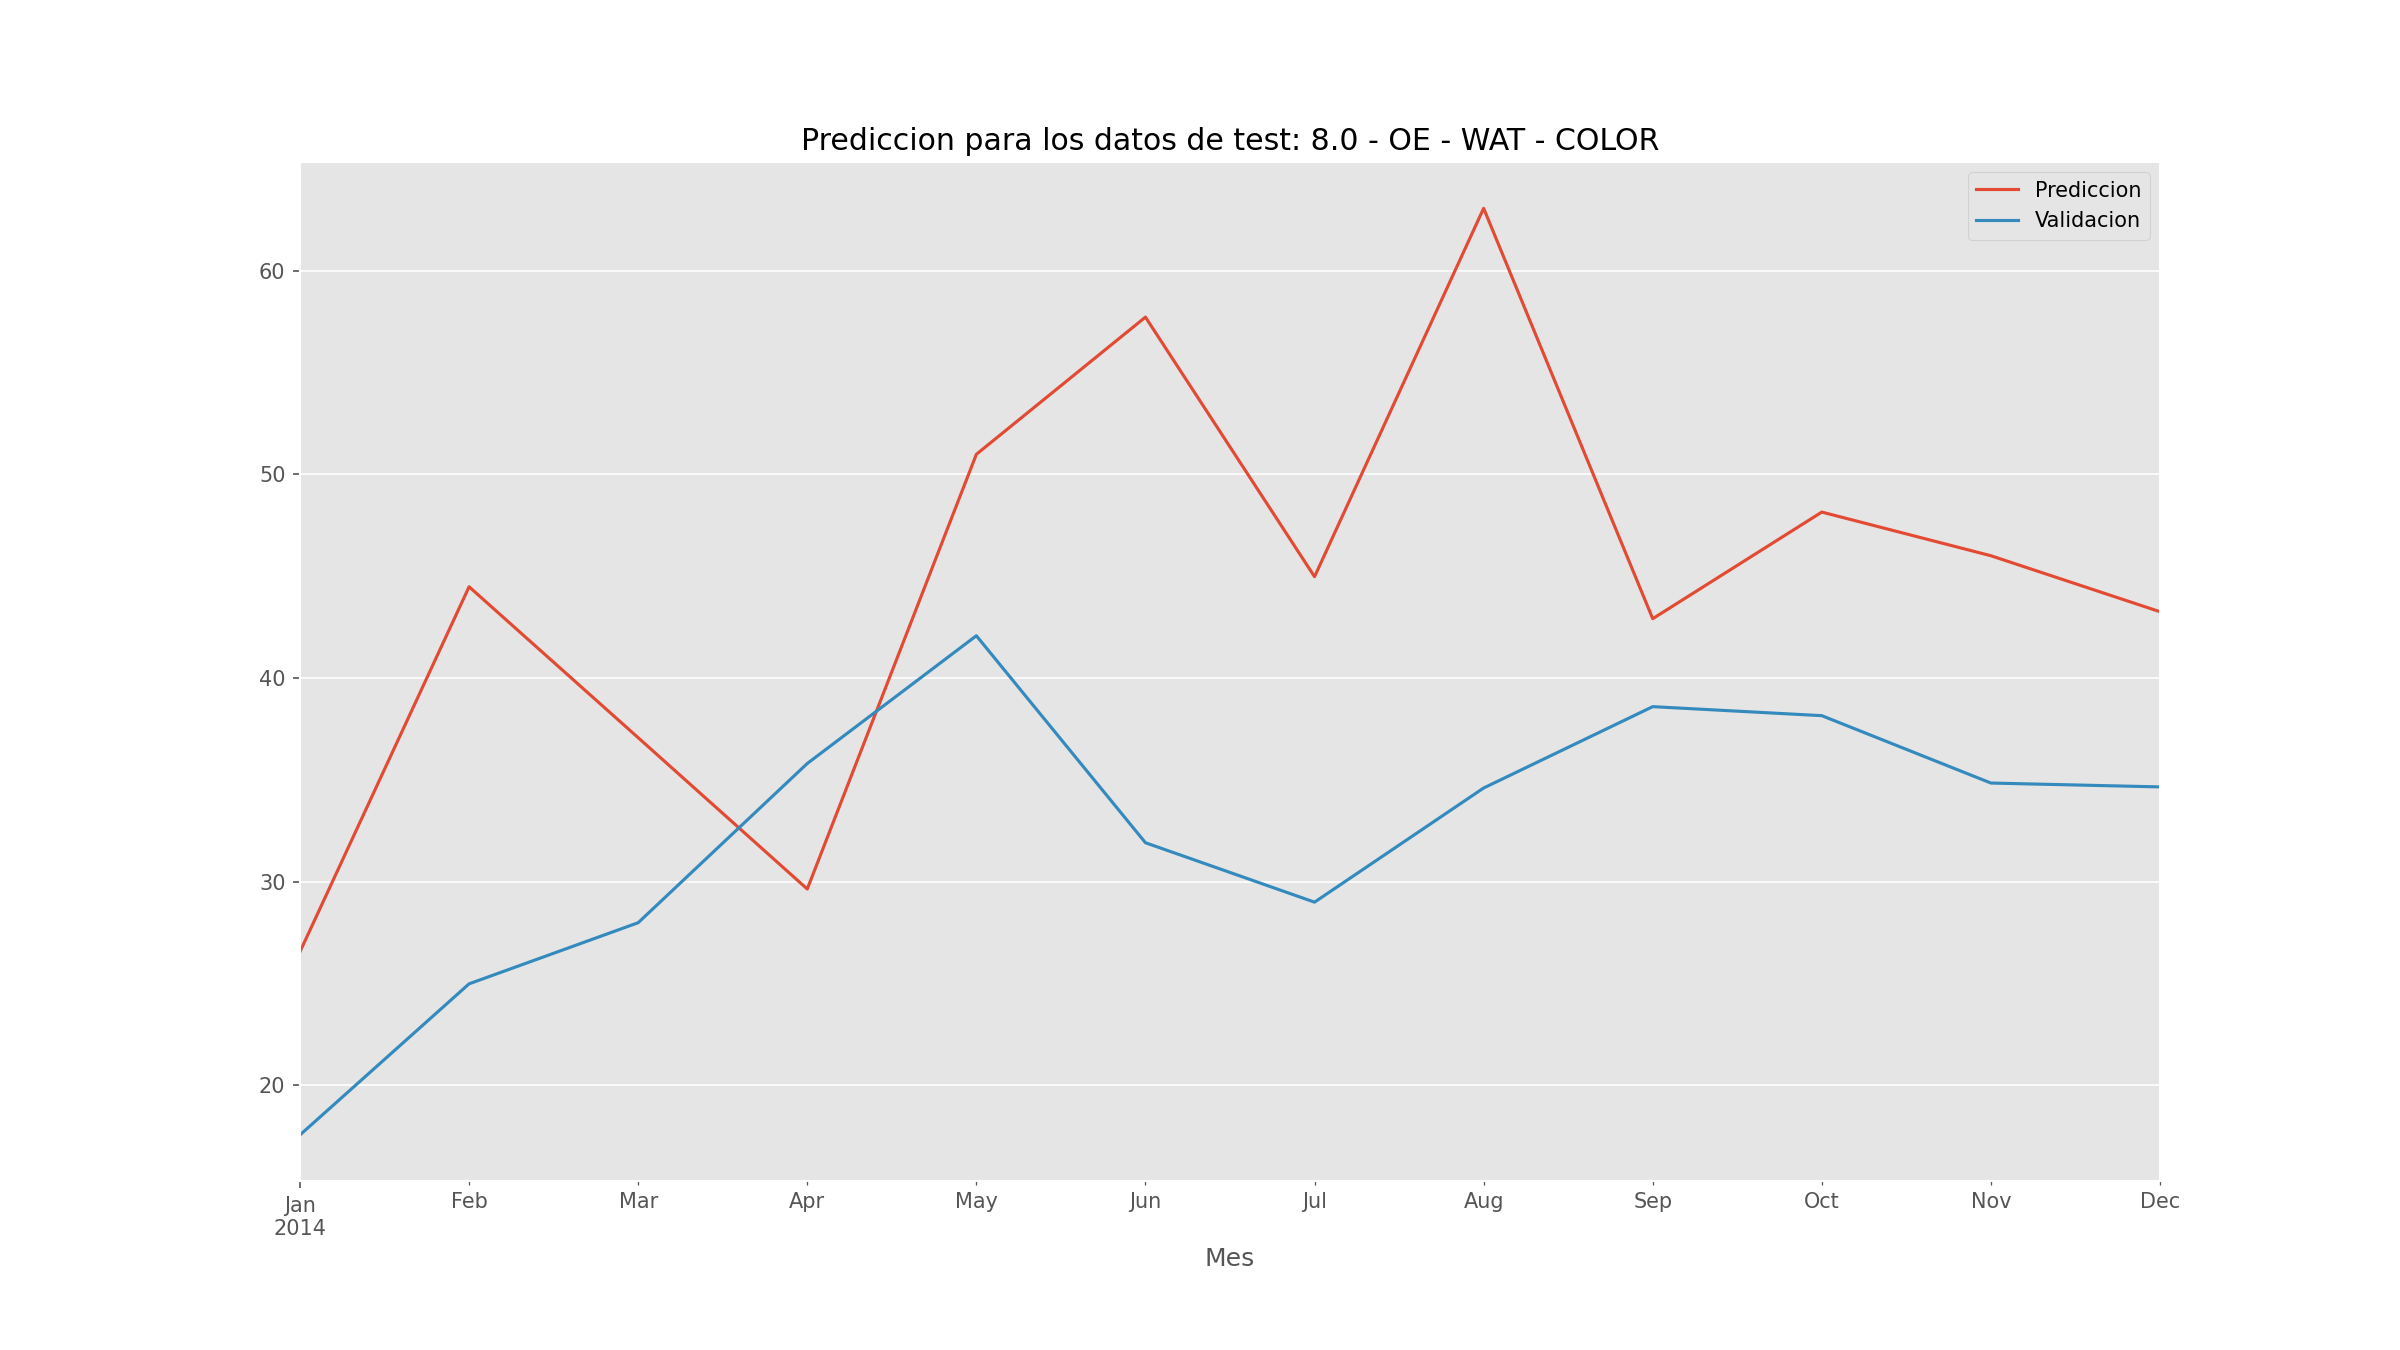 Prediccion para los datos de test: 8.0 - OE - WAT - COLOR
Prediccion
Validacion
60
50
40
30
20
Jan Feb Mar Apr May Jun Jul Aug Sep Oct Nov Dec
2014
Mes